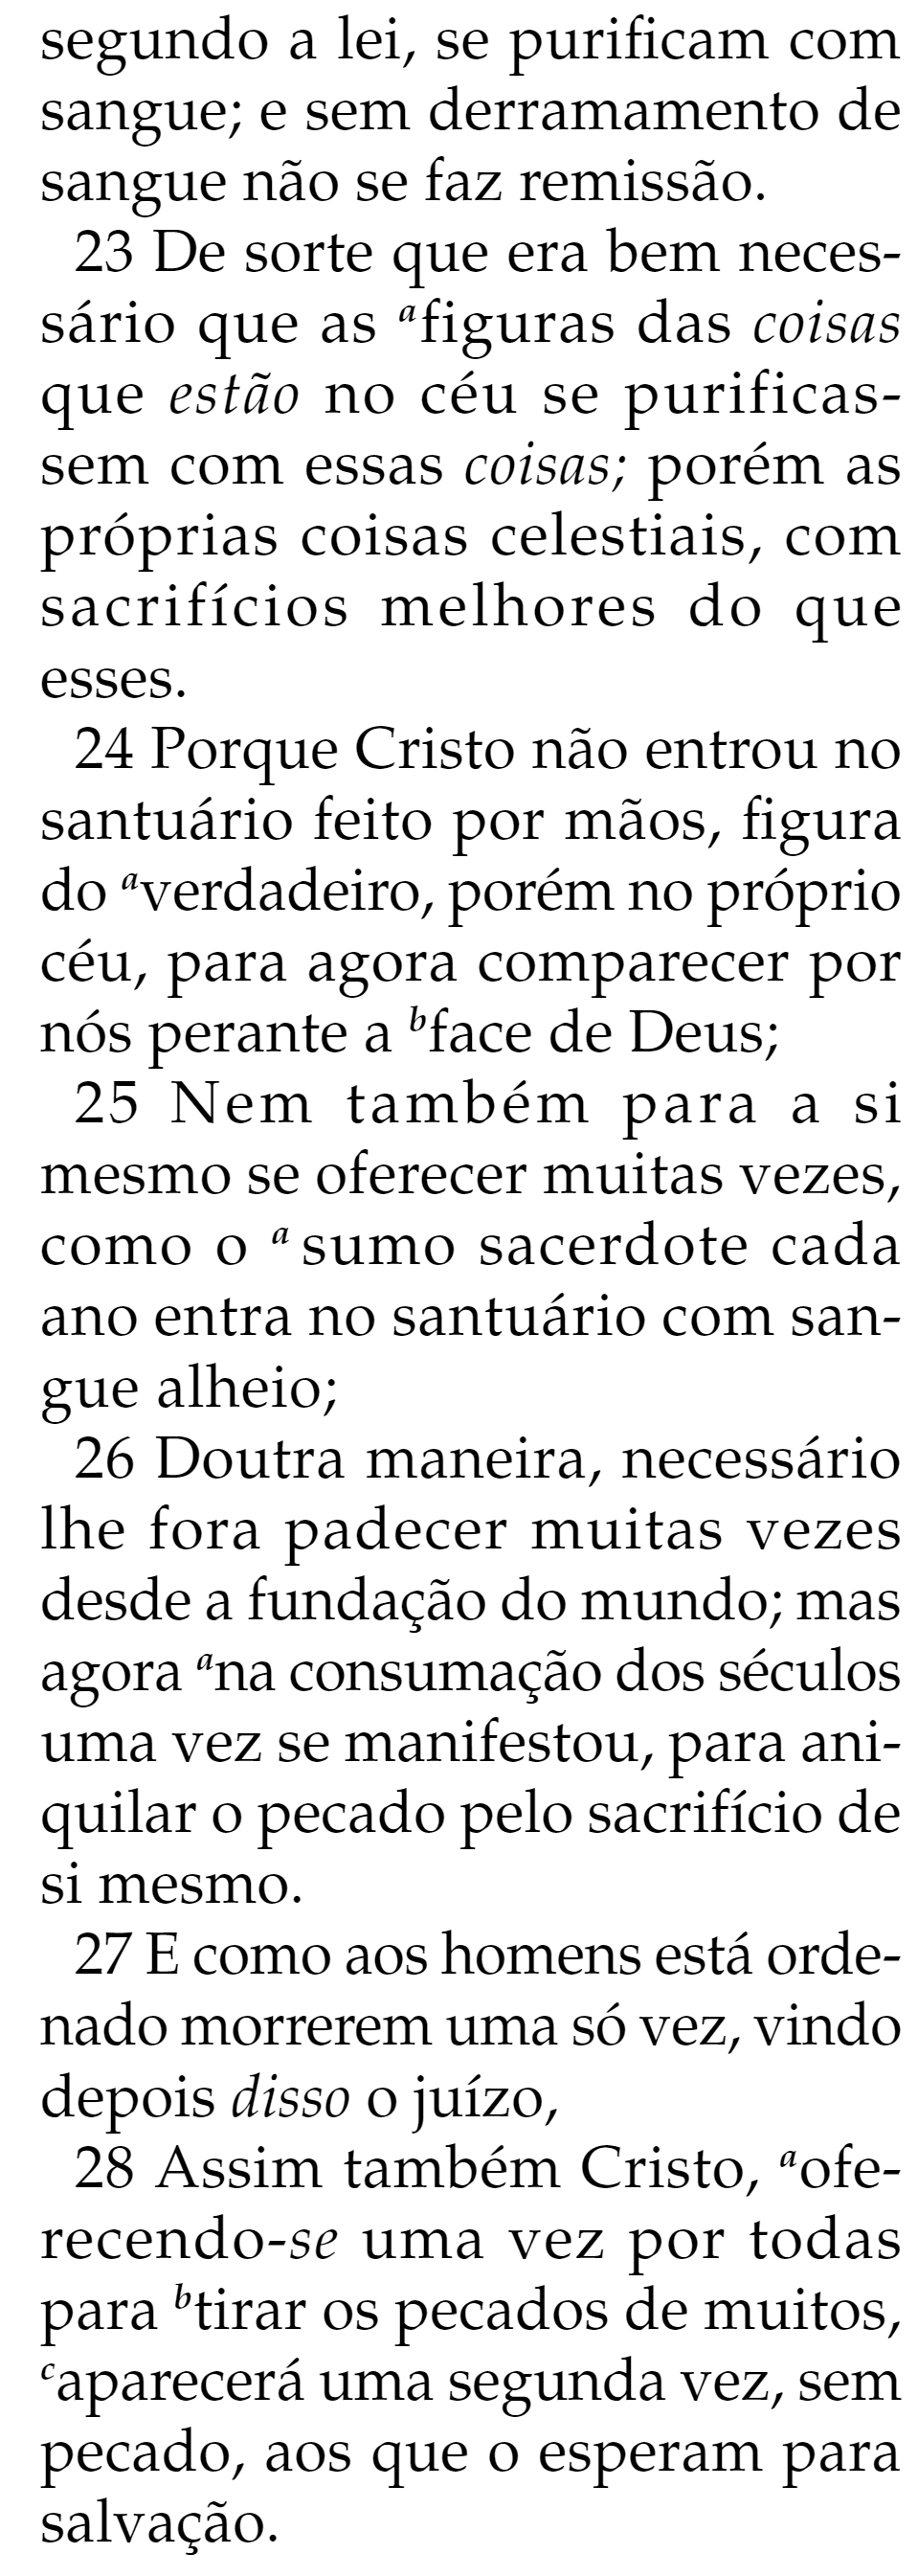 segundo a lei, se purificam com
sangue; e sem derramamento de
sangue não se faz remissão.
23 De sorte que era bem neces-
sário que as ᵃfiguras das coisas
que estão no céu se purificas-
sem com essas coisas; porém as
próprias coisas celestiais, com
sacrifícios melhores do que
esses.
24 Porque Cristo não entrou no
santuário feito por mãos, figura
do ᵃverdadeiro, porém no próprio
céu, para agora comparecer por
nós perante a ᵇface de Deus;
25 Nem também para a si
mesmo se oferecer muitas vezes,
como o ᵃ sumo sacerdote cada
ano entra no santuário com san-
gue alheio;
26 Doutra maneira, necessário
lhe fora padecer muitas vezes
desde a fundação do mundo; mas
agora ᵃna consumação dos séculos
uma vez se manifestou, para ani-
quilar o pecado pelo sacrifício de
si mesmo.
27 E como aos homens está orde-
nado morrerem uma só vez, vindo
depois disso o juízo,
28 Assim também Cristo, ᵃofe-
recendo-se uma vez por todas
para ᵇtirar os pecados de muitos,
ᶜaparecerá uma segunda vez, sem
pecado, aos que o esperam para
salvação.